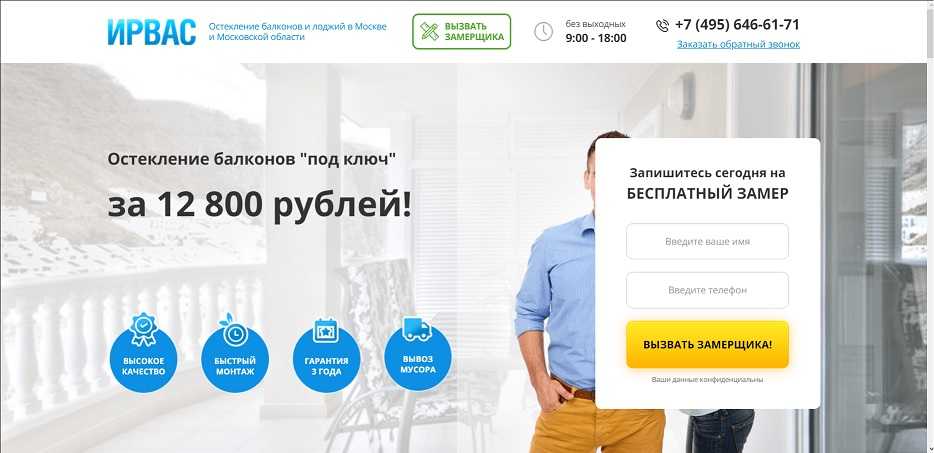 ИРВАС
Остекление балконов и лоджий в Москве
и Московской области
ВЫЗВАТЬ
ЗАМЕРЩИКА
без выходных
9:00 - 18:00
+7 (495) 646-61-71
Заказать обратный звонок
Остекление балконов "под ключ"
за 12 800 рублей!
Запишитесь сегодня на
БЕСПЛАТНЫЙ ЗАМЕР
Введите ваше имя
Введите телефон
ВЫЗВАТЬ ЗАМЕРЩИКА!
Ваши данные конфиденциальны
ВЫСОКОЕ
КАЧЕСТВО
БЫСТРЫЙ
МОНТАЖ
ГАРАНТИЯ
3 ГОДА
ВЫВОЗ
МУСОРА